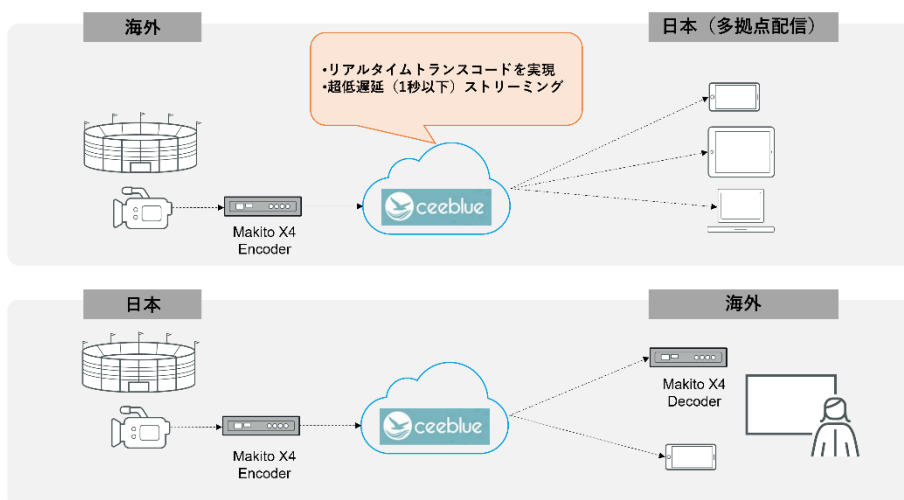 海外
日本（多拠点配信）
•リアルタイムトランスコードを実現
•超低遅延（1秒以下）ストリーミング
ceeblue
Makito X4
Encoder
日本
海外
Makito X4
Decoder
ceeblue
Makito X4
Encoder